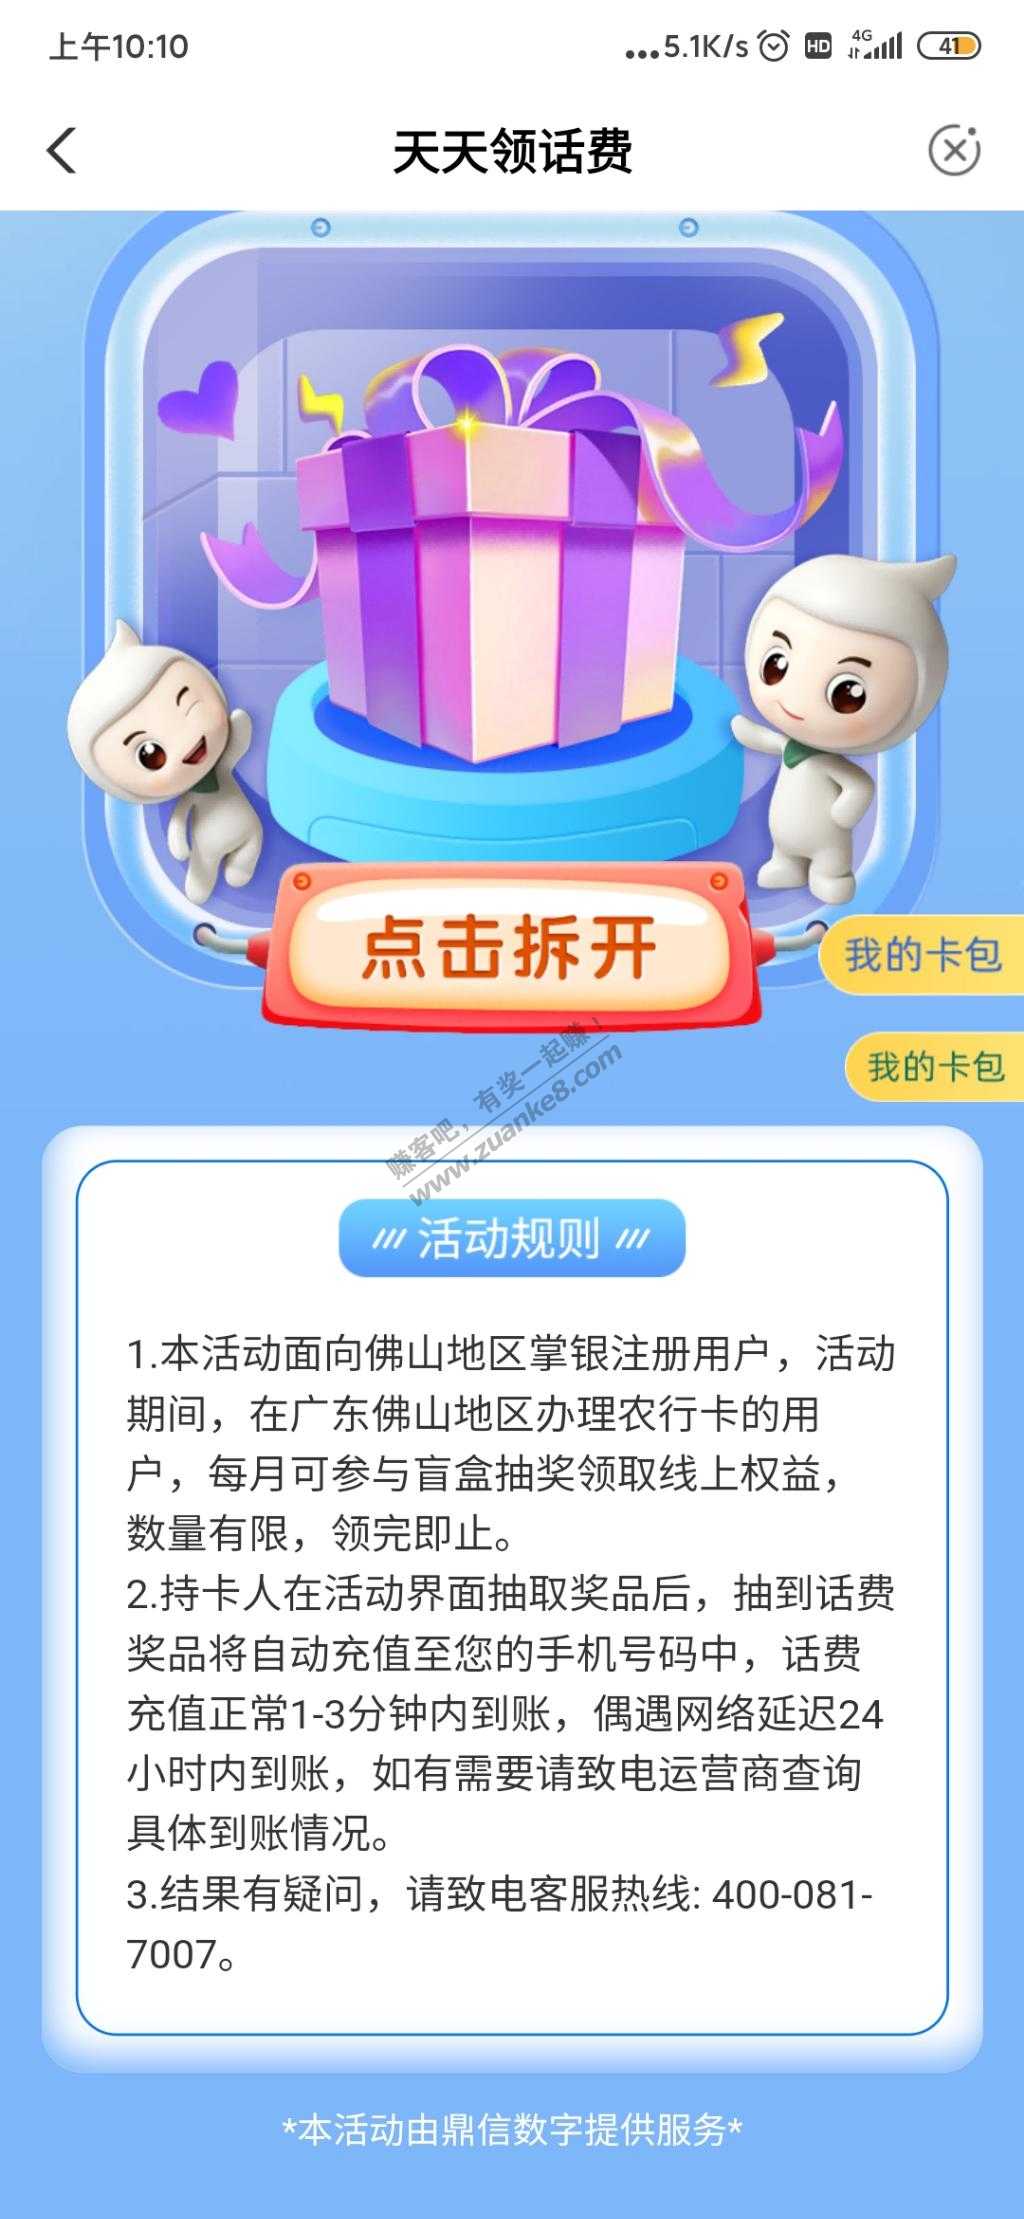 上午10:10
...5.1K/s HD 4G 41
天天领话费
点击拆开
我的卡包
我的卡包
赚客吧，有奖一起赚！
www.zuanke8.com
活动规则
1.本活动面向佛山地区掌银注册用户，活动
期间，在广东佛山地区办理农行卡的用
户，每月可参与盲盒抽奖领取线上权益，
数量有限，领完即止。
2.持卡人在活动界面抽取奖品后，抽到话费
奖品将自动充值至您的手机号码中，话费
充值正常1-3分钟内到账，偶遇网络延迟24
小时内到账，如有需要请致电运营商查询
具体到账情况。
3.结果有疑问，请致电客服热线: 400-081-
7007。
*本活动由鼎信数字提供服务*